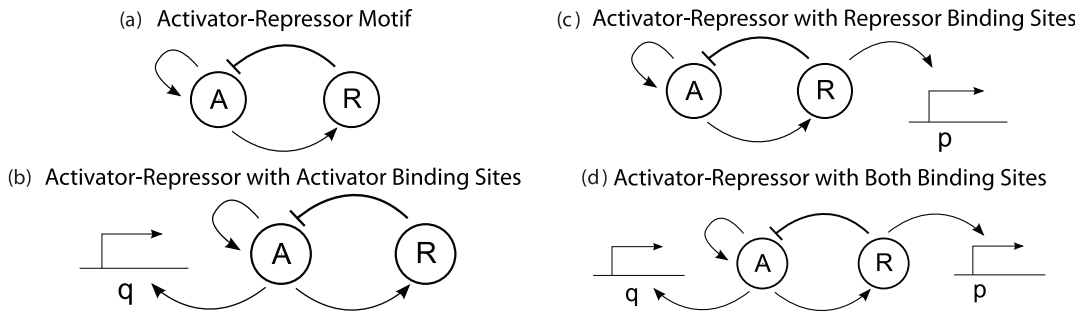 (a) Activator-Repressor Motif
A R
(b) Activator-Repressor with Activator Binding Sites
q A R
(c) Activator-Repressor with Repressor Binding Sites
A R p
(d) Activator-Repressor with Both Binding Sites
q A R p